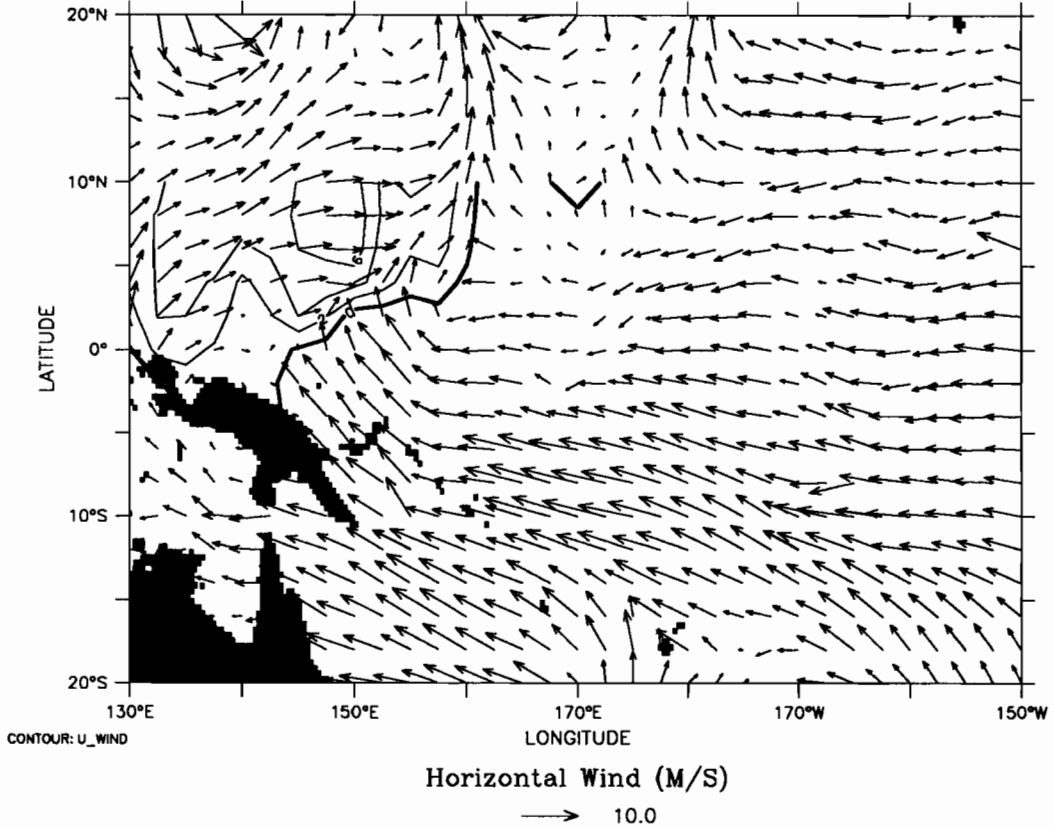 20°N
10°N
6
2
0
0°
LATITUDE
10°S
20°S
130°E 150°E 170°E 170°W 150°W
CONTOUR: U_WIND
LONGITUDE
Horizontal Wind (M/S)
10.0